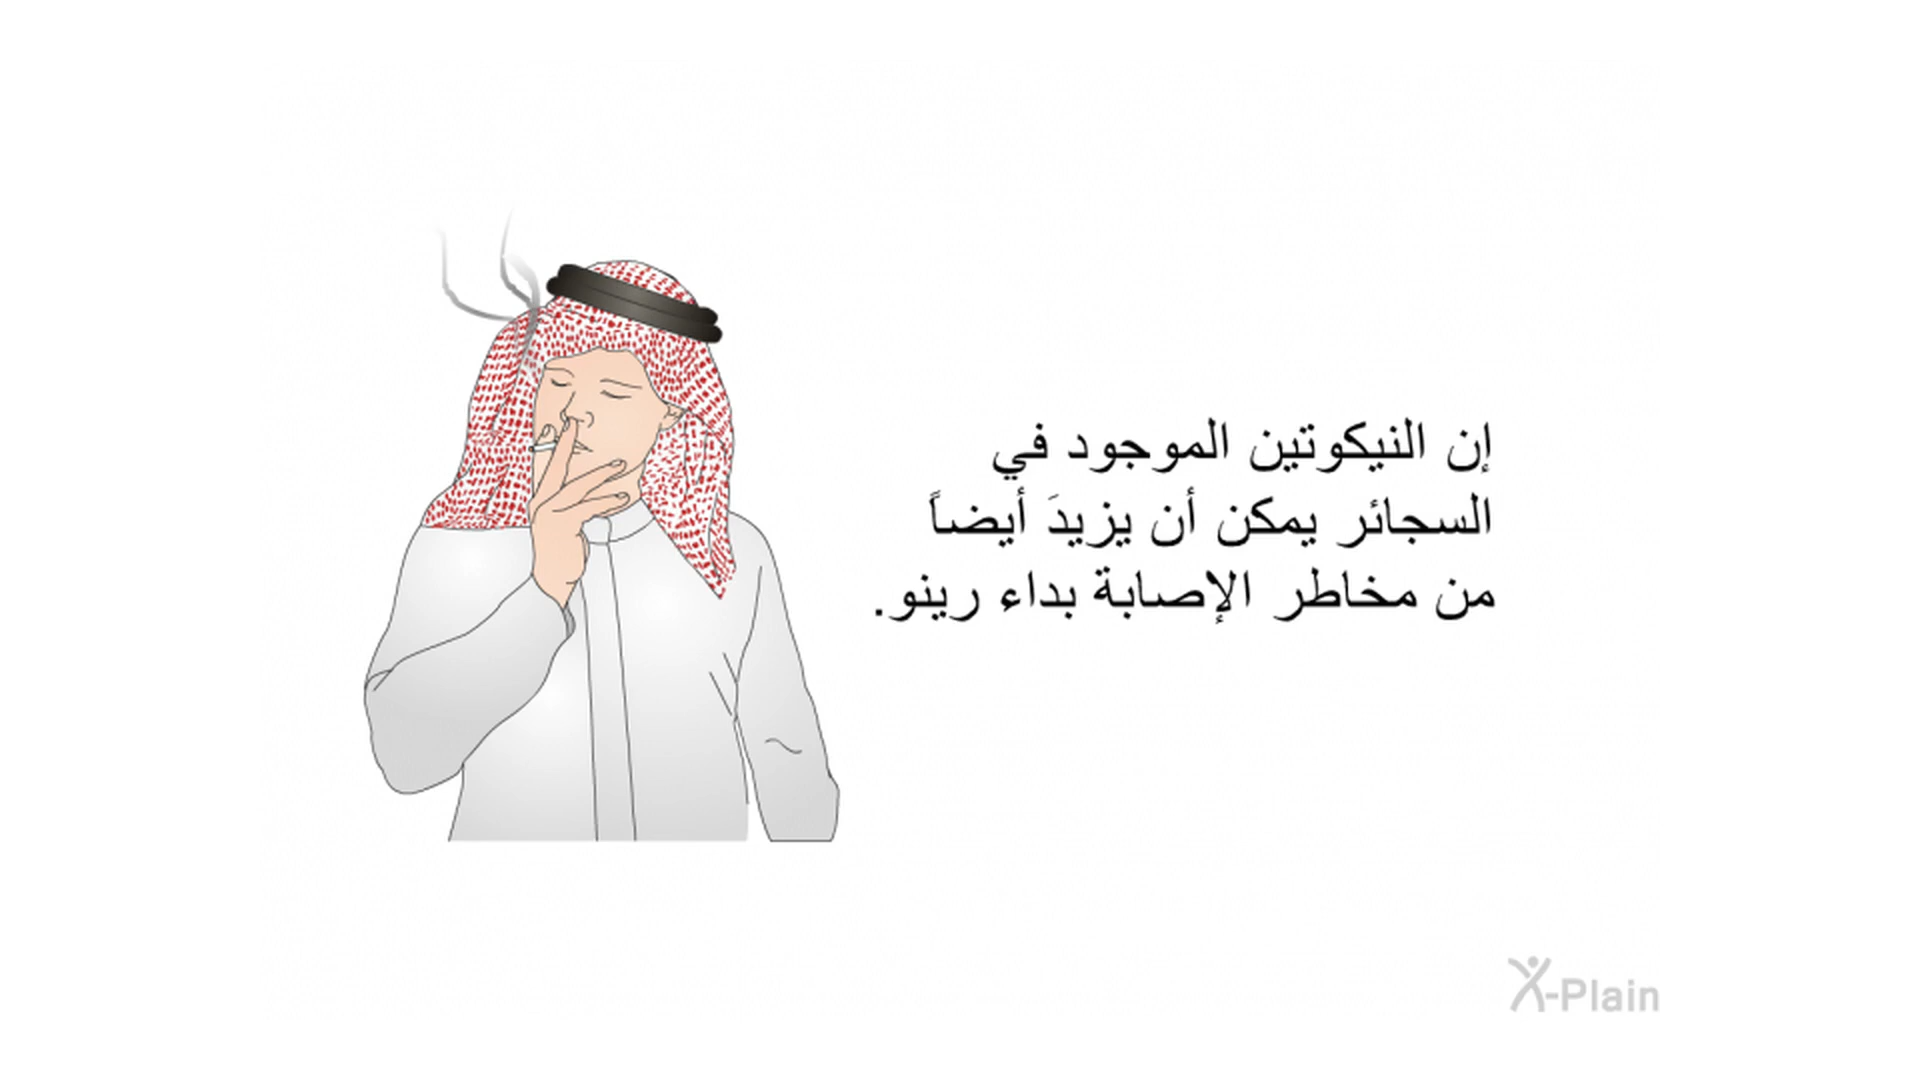 إن النيكوتين الموجود في
السجائر يمكن أن يزيدَ أيضاً
من مخاطر الإصابة بداء رينو.
X-Plain